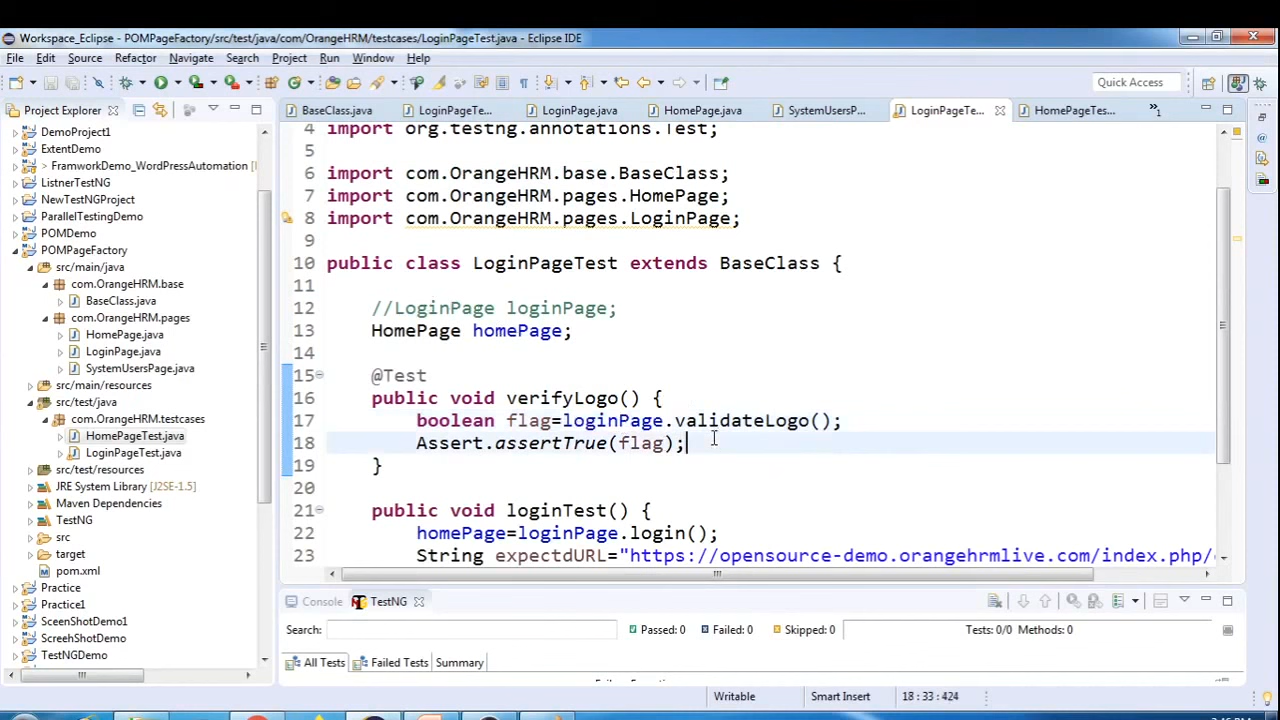 Workspace_Eclipse - POMPageFactory/src/test/java/com/OrangeHRM/testcases/LoginPageTest.java - Eclipse IDE
File Edit Source Refactor Navigate Search Project Run Window Help
Quick Access
Project Explorer
BaseClass.java LoginPageTe... LoginPage.java HomePage.java SystemUsersP... LoginPageTe... HomePageTes... »1
DemoProject1
ExtentDemo
> FramworkDemo_WordPressAutomation [
ListnerTestNG
NewTestNGProject
ParallelTestingDemo
POMDemo
POMPageFactory
src/main/java
com.OrangeHRM.base
BaseClass.java
com.OrangeHRM.pages
HomePage.java
LoginPage.java
SystemUsersPage.java
src/main/resources
src/test/java
com.OrangeHRM.testcases
HomePageTest.java
LoginPageTest.java
src/test/resources
JRE System Library [J2SE-1.5]
Maven Dependencies
TestNG
src
target
pom.xml
Practice
Practice1
SceenShotDemo1
ScreehShotDemo
TestNGDemo
4 import org.testng.annotations.Test;
5
6 import com.OrangeHRM.base.BaseClass;
7 import com.OrangeHRM.pages.HomePage;
8 import com.OrangeHRM.pages.LoginPage;
9
10 public class LoginPageTest extends BaseClass {
11
12 //LoginPage loginPage;
13 HomePage homePage;
14
15 @Test
16 public void verifyLogo() {
17 boolean flag=loginPage.validateLogo();
18 Assert.assertTrue(flag);
19 }
20
21 public void loginTest() {
22 homePage=loginPage.login();
23 String expectdURL="https://opensource-demo.orangehrmlive.com/index.php/
Console TestNG
Search: Passed: 0 Failed: 0 Skipped: 0 Tests: 0/0 Methods: 0
All Tests Failed Tests Summary
Writable Smart Insert 18 : 33 : 424